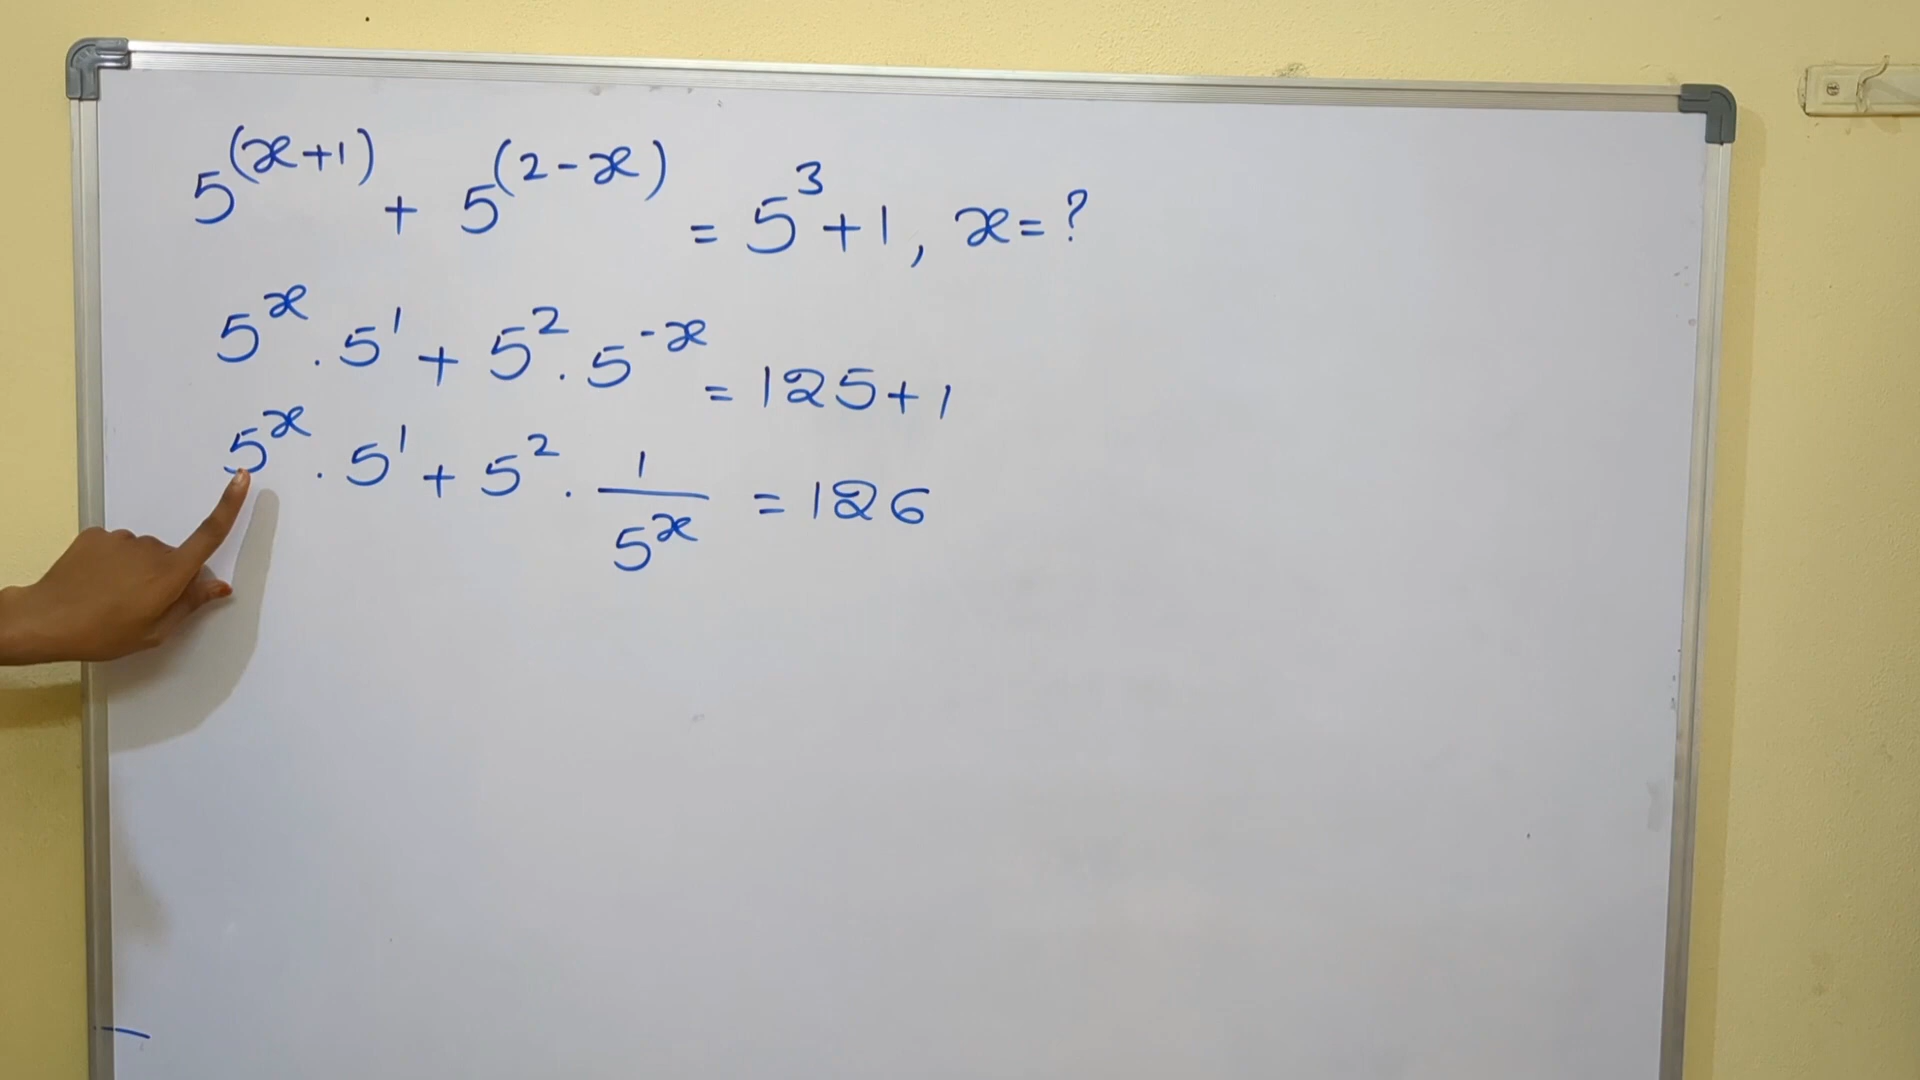 5^(x+1) + 5^(2-x) = 5^3 + 1, x = ?
5^x . 5^1 + 5^2 . 5^-x = 125 + 1
5^x . 5^1 + 5^2 . 1/5^x = 126